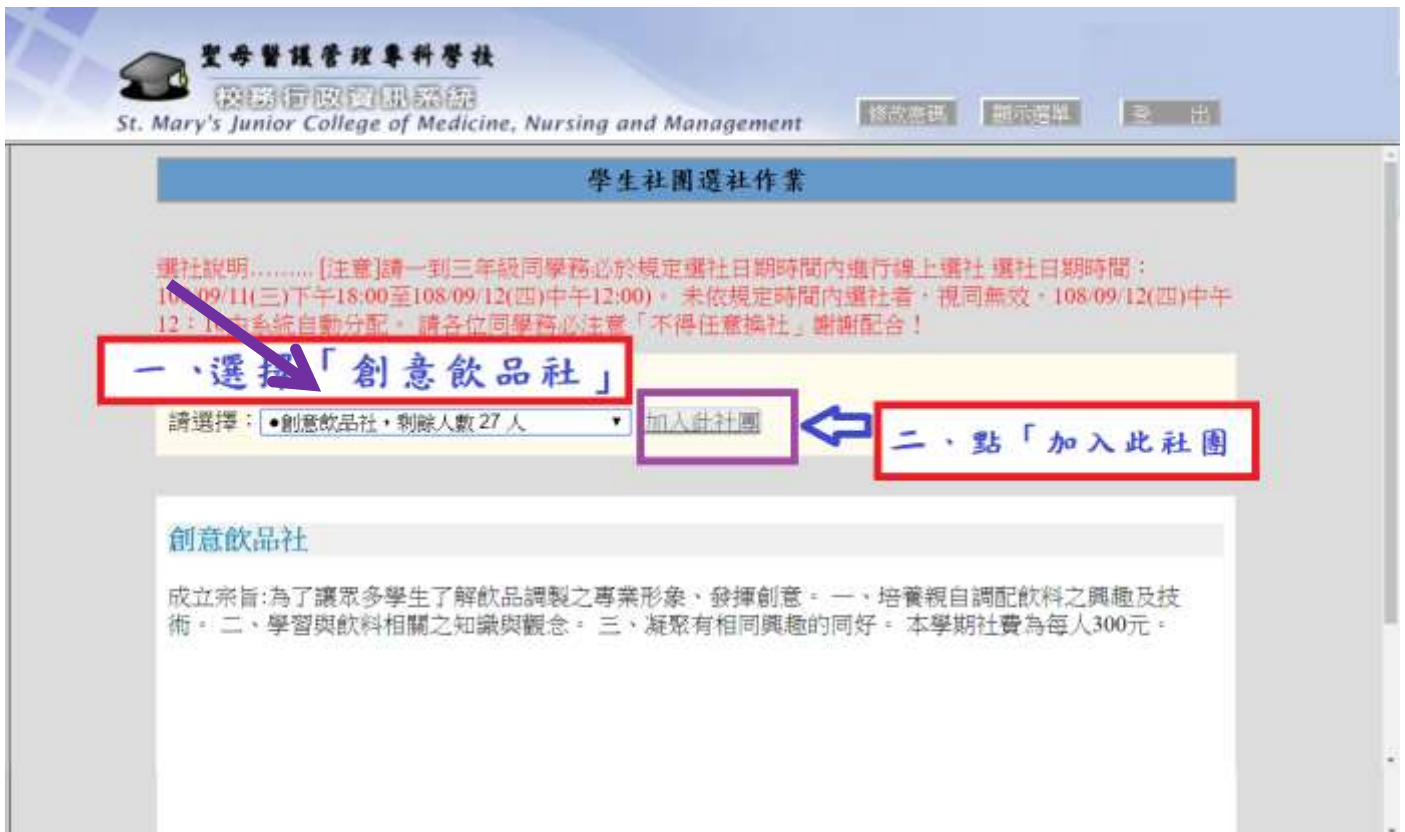 聖母醫護管理專科學校
校務行政資訊系統
St. Mary's Junior College of Medicine, Nursing and Management
修改密碼 顯示選單 登 出
學生社團選社作業
選社說明......... [注意]請一到三年級同學務必於規定選社日期時間內進行線上選社 選社日期時間：
09/11(三)下午18:00至108/09/12(四)中午12:00)。 未依規定時間內選社者，視同無效，108/09/12(四)中午
系統自動分配。 請各位同學務必注意「不得任意換社」謝謝配合！
一、選擇「創意飲品社」
請選擇：●創意飲品社，剩餘人數 27 人 加入此社團
二、點「加入此社團
創意飲品社
成立宗旨:為了讓眾多學生了解飲品調製之專業形象、發揮創意。 一、培養親自調配飲料之興趣及技
術。 二、學習與飲料相關之知識與觀念。 三、凝聚有相同興趣的同好。 本學期社費為每人300元。